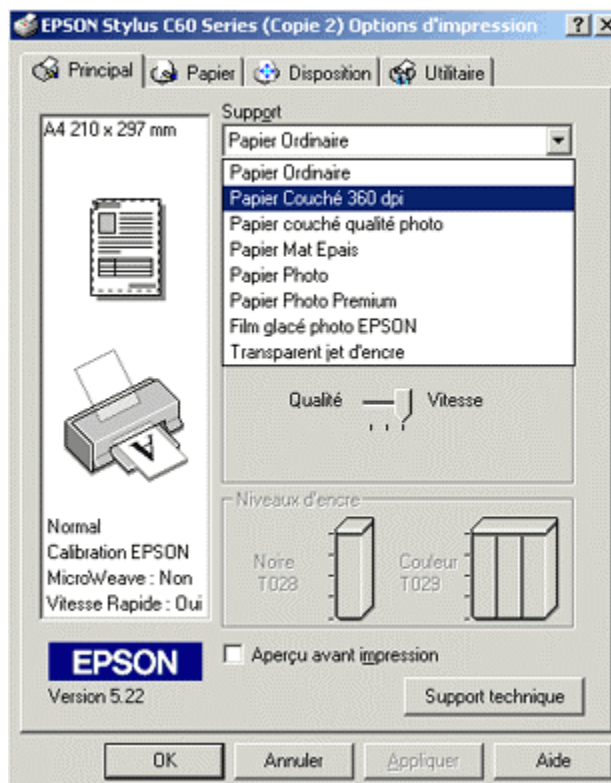 EPSON Stylus C60 Series (Copie 2) Options d'impression
Principal
Papier
Disposition
Utilitaire
A4 210 x 297 mm
Support
Papier Ordinaire
Papier Ordinaire
Papier Couché 360 dpi
Papier couché qualité photo
Papier Mat Epais
Papier Photo
Papier Photo Premium
Film glacé photo EPSON
Transparent jet d'encre
Qualité
Vitesse
A
Normal
Calibration EPSON
MicroWeave : Non
Vitesse Rapide : Oui
Niveaux d'encre
Noire
T028
Couleur
T029
EPSON
Version 5.22
Aperçu avant impression
Support technique
OK
Annuler
Appliquer
Aide